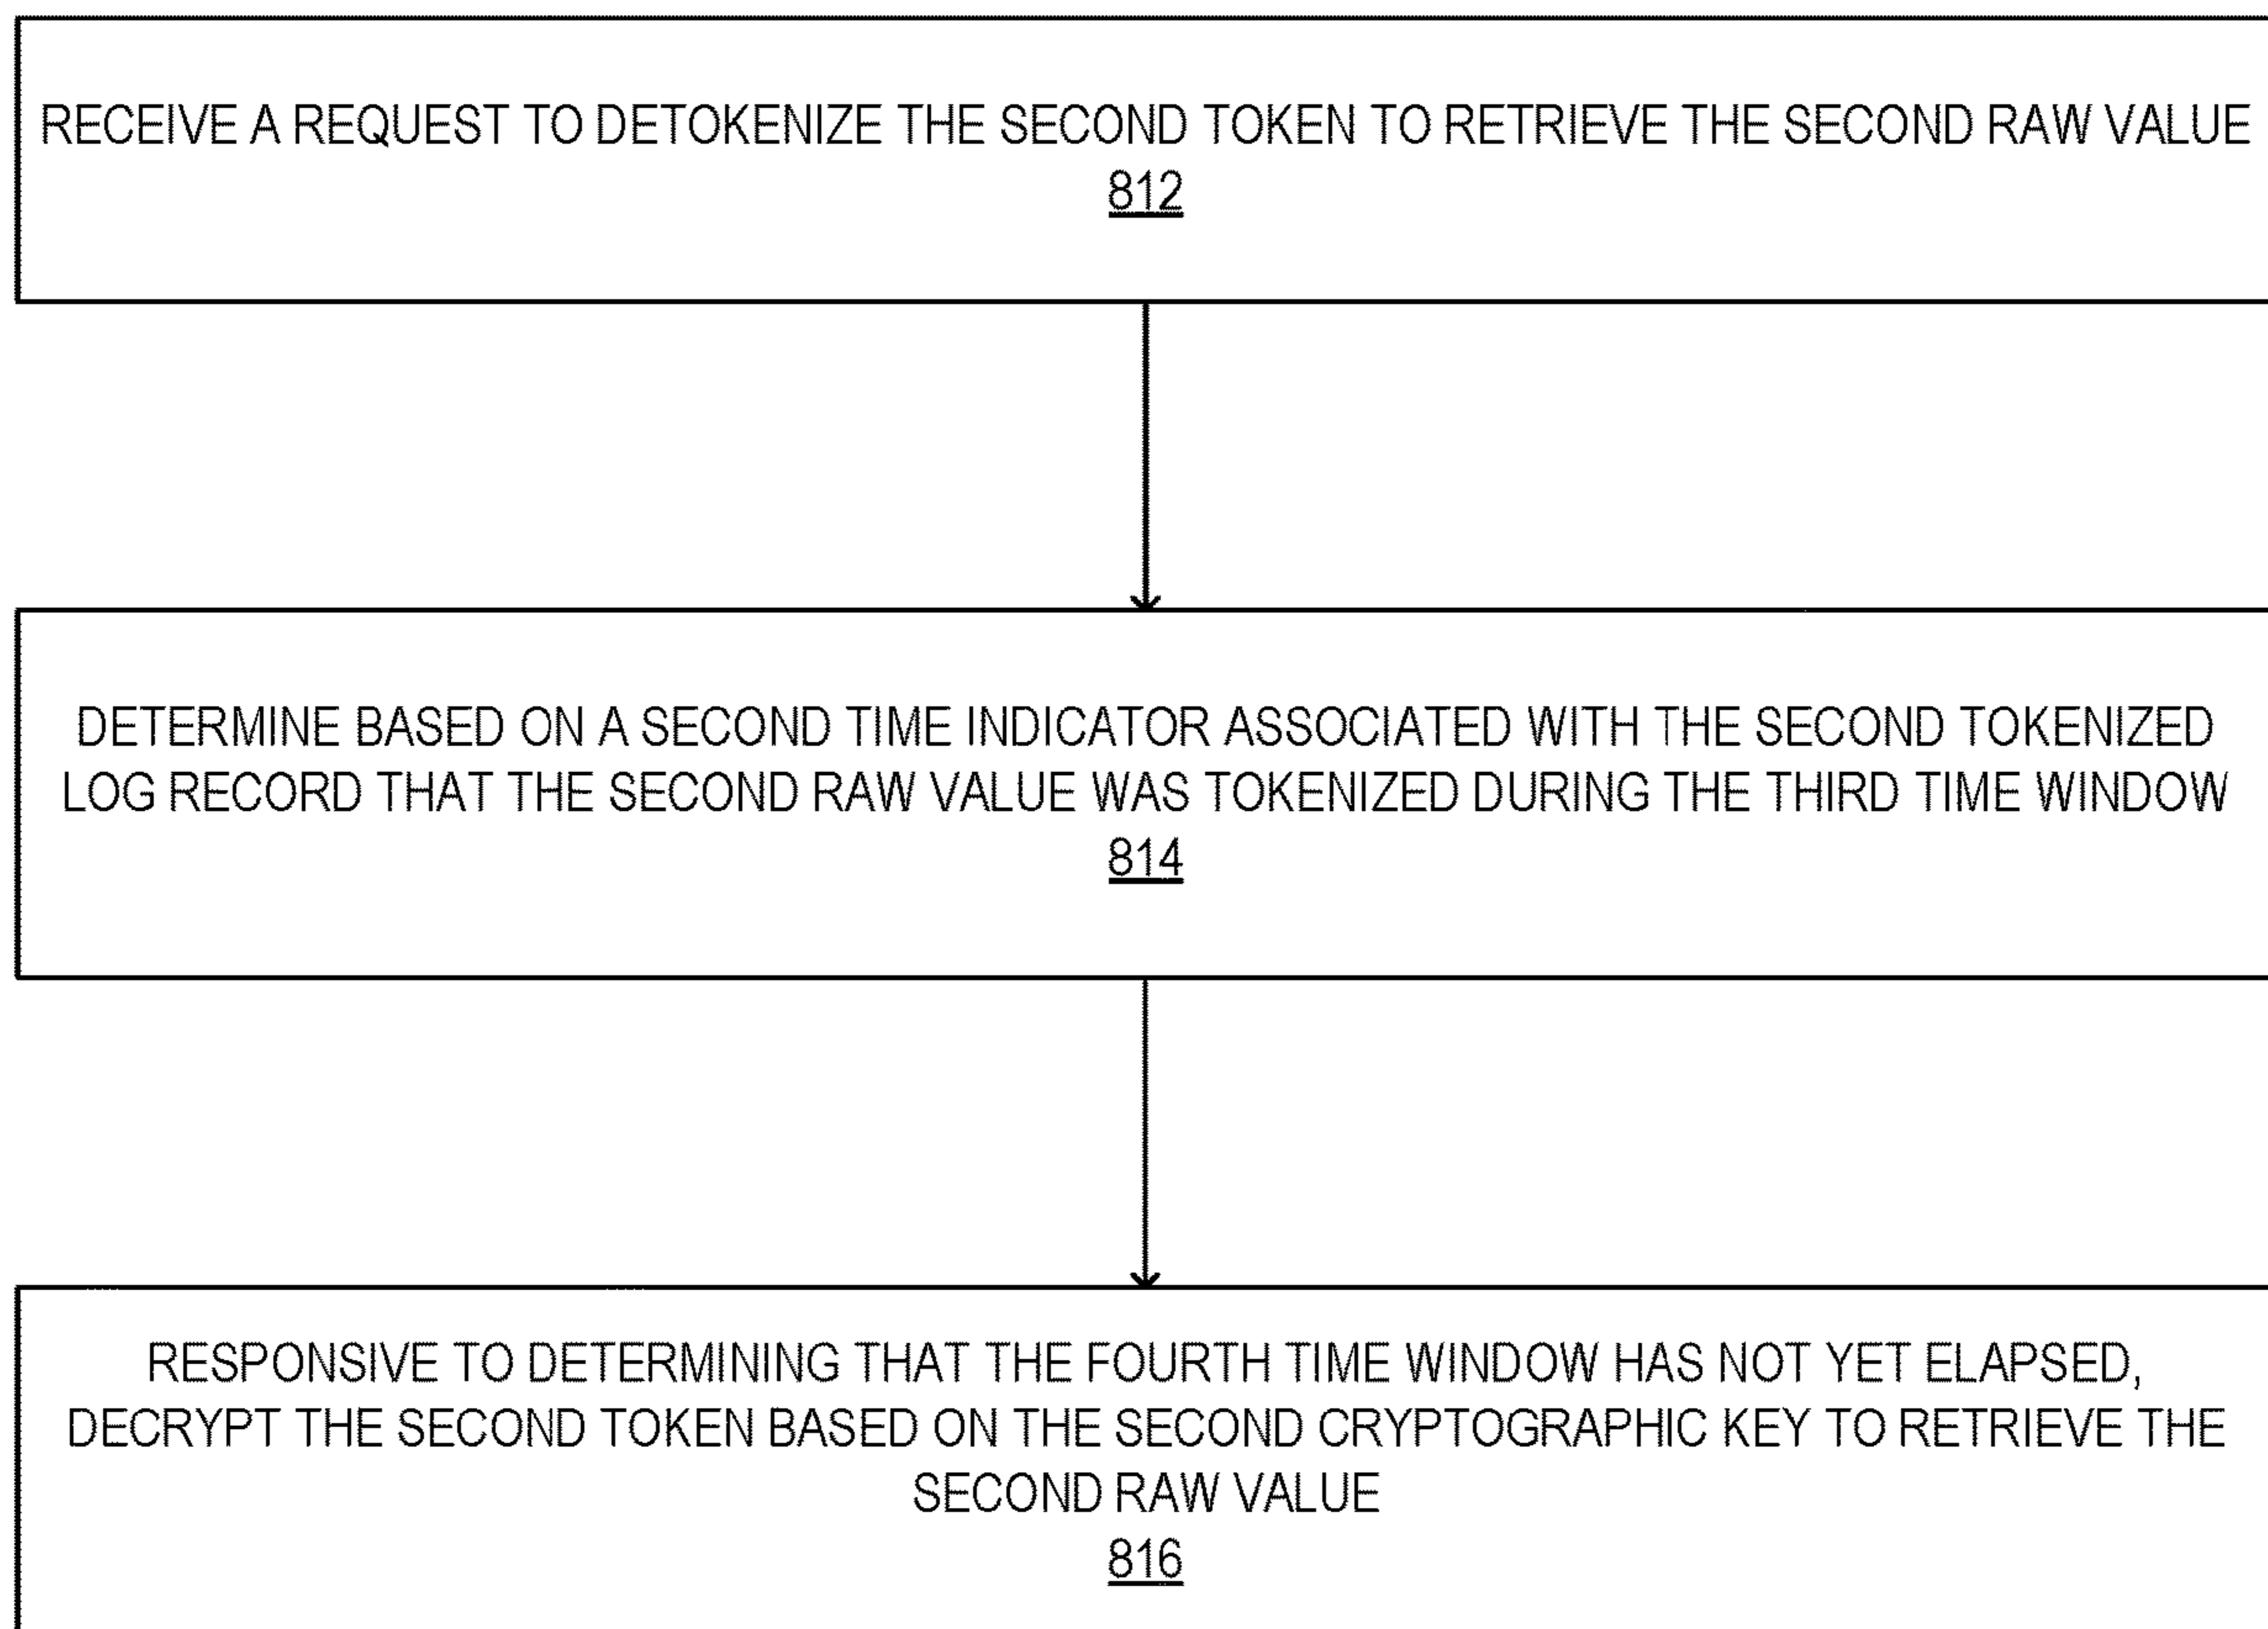 RECEIVE A REQUEST TO DETOKENIZE THE SECOND TOKEN TO RETRIEVE THE SECOND RAW VALUE
812
DETERMINE BASED ON A SECOND TIME INDICATOR ASSOCIATED WITH THE SECOND TOKENIZED
LOG RECORD THAT THE SECOND RAW VALUE WAS TOKENIZED DURING THE THIRD TIME WINDOW
814
RESPONSIVE TO DETERMINING THAT THE FOURTH TIME WINDOW HAS NOT YET ELAPSED,
DECRYPT THE SECOND TOKEN BASED ON THE SECOND CRYPTOGRAPHIC KEY TO RETRIEVE THE
SECOND RAW VALUE
816